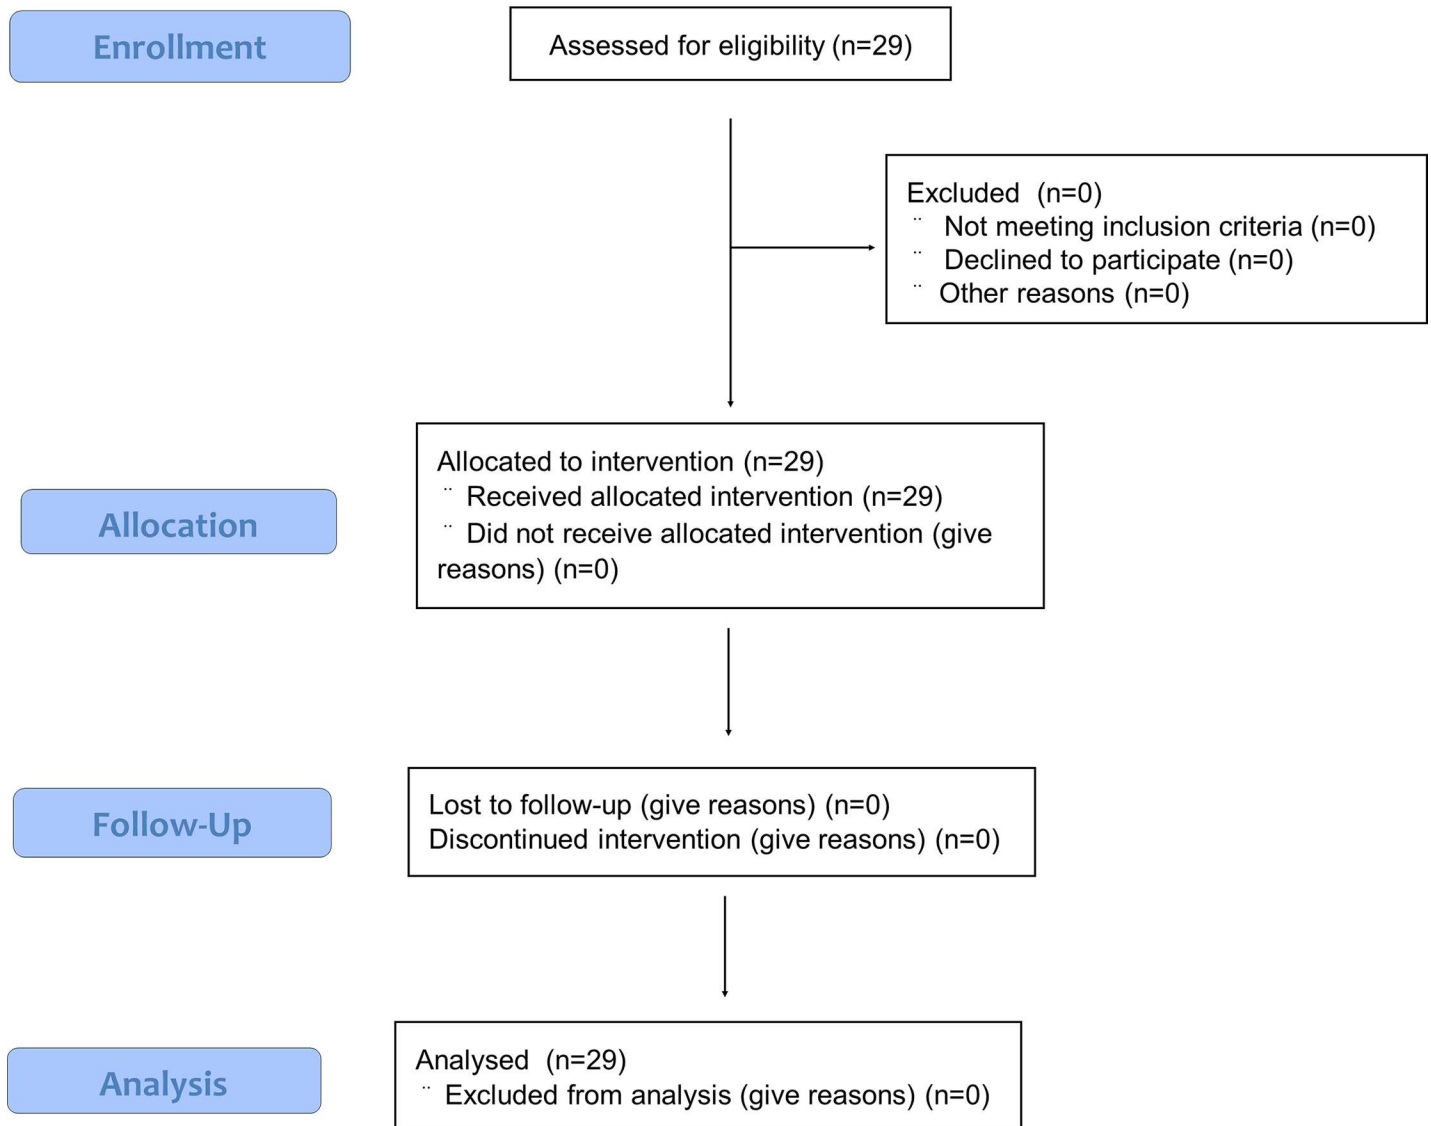 Enrollment
Assessed for eligibility (n=29)
Excluded  (n=0)
¨ Not meeting inclusion criteria (n=0)
¨ Declined to participate (n=0)
¨ Other reasons (n=0)
Allocation
Allocated to intervention (n=29)
¨ Received allocated intervention (n=29)
¨ Did not receive allocated intervention (give
reasons) (n=0)
Follow-Up
Lost to follow-up (give reasons) (n=0)
Discontinued intervention (give reasons) (n=0)
Analysis
Analysed  (n=29)
¨ Excluded from analysis (give reasons) (n=0)